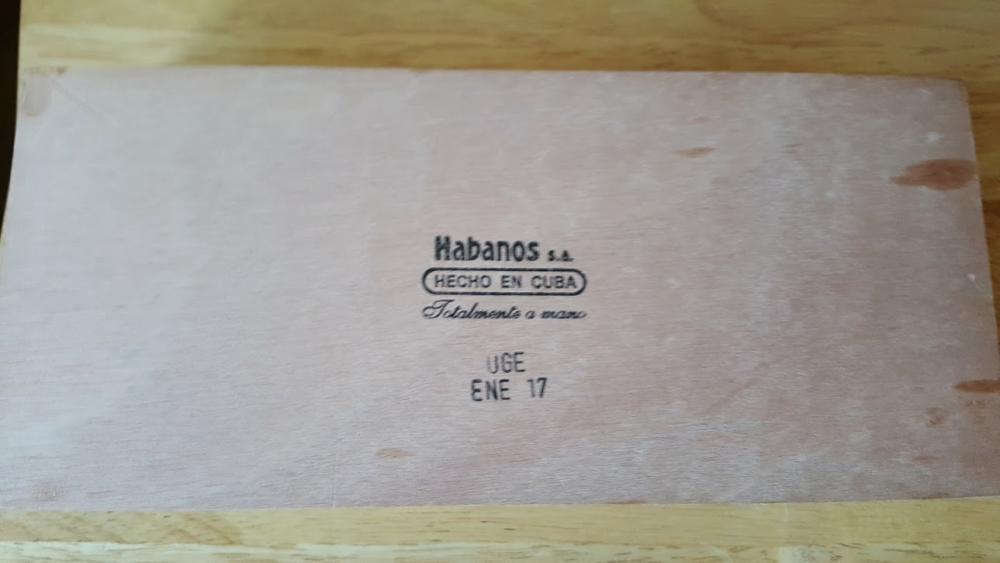 Habanos s.a.
HECHO EN CUBA
Totalmente a mano
UGE
ENE 17